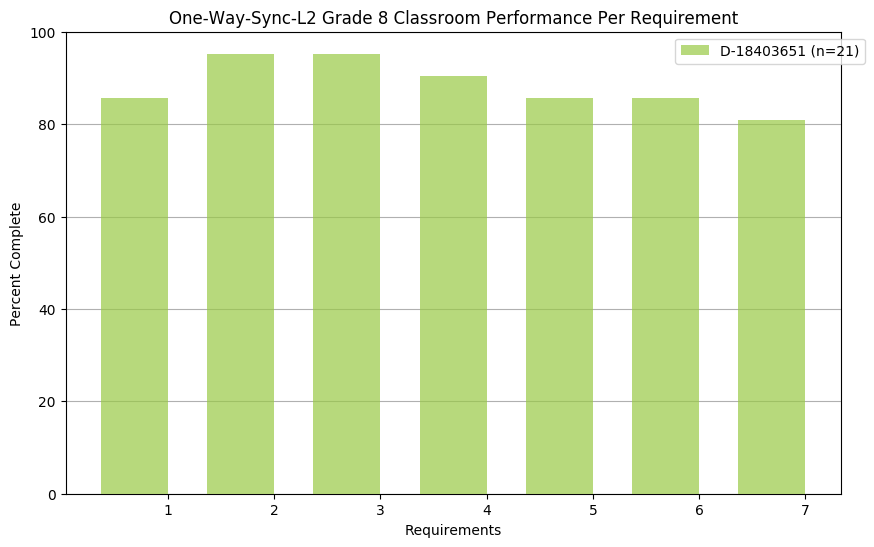 One-Way-Sync-L2 Grade 8 Classroom Performance Per Requirement
D-18403651 (n=21)
100
80
60
40
20
0
Percent Complete
1 2 3 4 5 6 7
Requirements